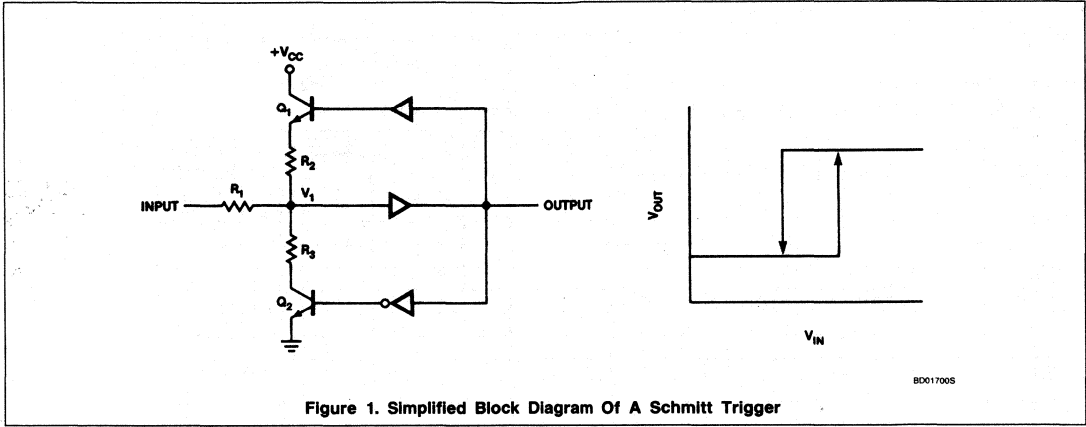 +VCC
Q1
R2
R1
INPUT
V1
OUTPUT
R3
Q2
VOUT
VIN
BD01700S
Figure 1. Simplified Block Diagram Of A Schmitt Trigger